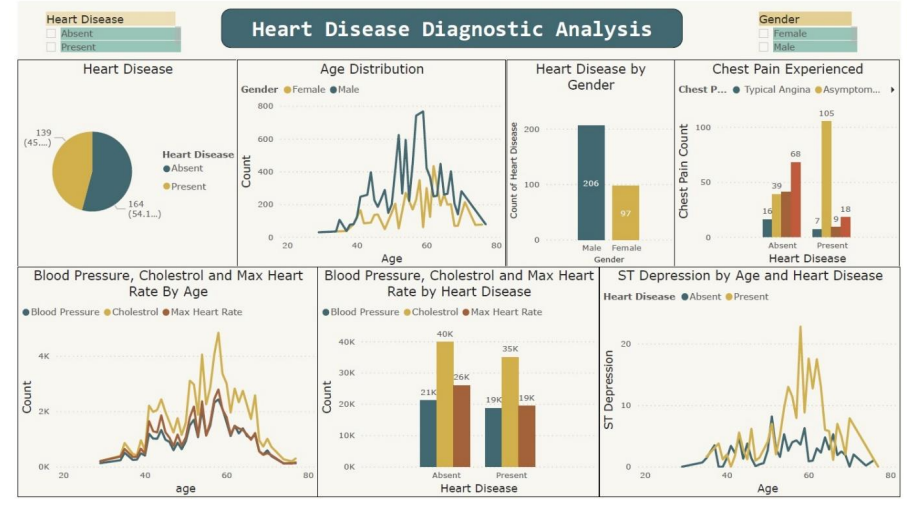 Heart Disease
Absent
Present
Heart Disease Diagnostic Analysis
Gender
Female
Male
Heart Disease
139
(45....)
164
(54.1...)
Heart Disease
Absent
Present
Age Distribution
Gender Female Male
800
600
400
200
0
Count
20 40 60 80
Age
Heart Disease by
Gender
200
100
0
Count of Heart Disease
206
97
Male Female
Gender
Chest Pain Experienced
Chest P... Typical Angina Asymptom...
100
50
0
Chest Pain Count
16
39
68
7
105
9
18
Absent Present
Heart Disease
Blood Pressure, Cholestrol and Max Heart
Rate By Age
Blood Pressure Cholestrol Max Heart Rate
4K
2K
0K
Count
20 40 60 80
age
Blood Pressure, Cholestrol and Max Heart
Rate by Heart Disease
Blood Pressure Cholestrol Max Heart Rate
40K
30K
20K
10K
0K
Count
21K
40K
26K
19K
35K
19K
Absent Present
Heart Disease
ST Depression by Age and Heart Disease
Heart Disease Absent Present
20
10
0
ST Depression
20 40 60 80
Age